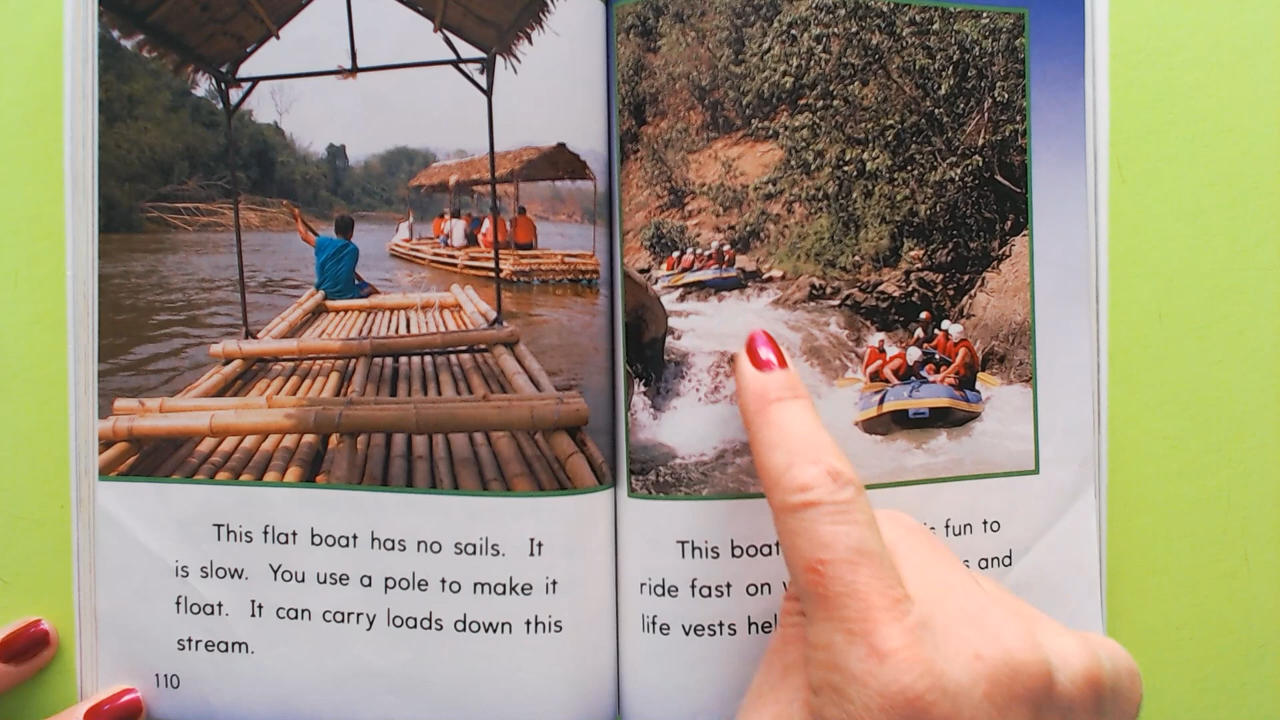 This flat boat has no sails. It
is slow. You use a pole to make it
float. It can carry loads down this
stream.
110
This boat fun to
ride fast on and
life vests